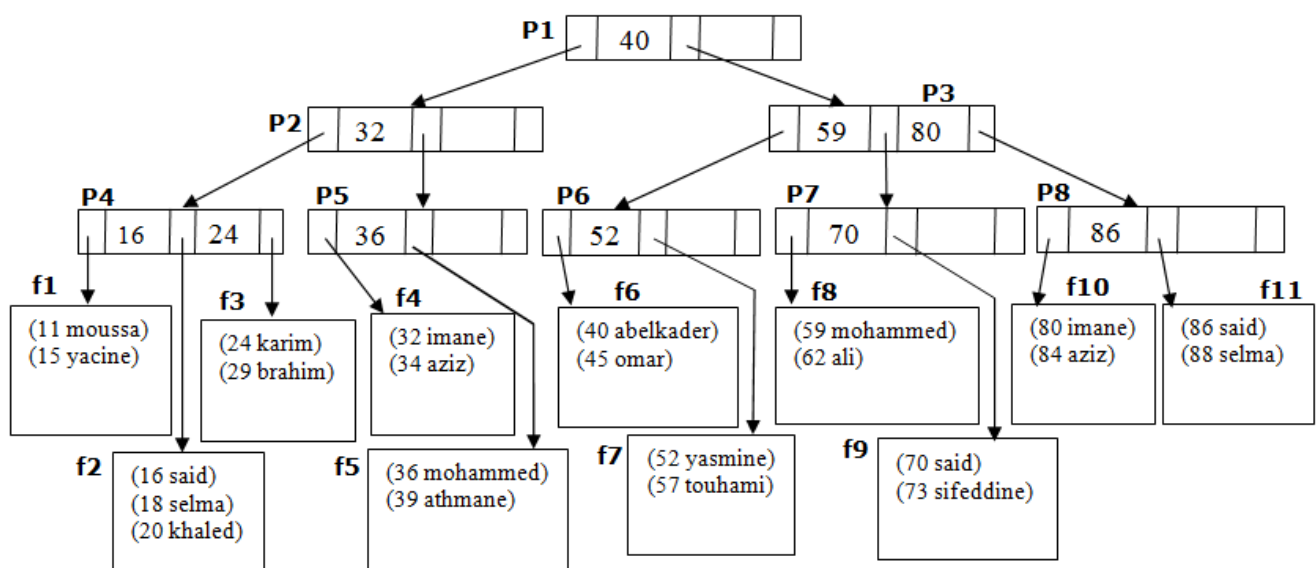 P1
40
P2
32
P3
59 80
P4
16 24
P5
36
P6
52
P7
70
P8
86
f1
(11 moussa)
(15 yacine)
f2
(16 said)
(18 selma)
(20 khaled)
f3
(24 karim)
(29 brahim)
f4
(32 imane)
(34 aziz)
f5
(36 mohammed)
(39 athmane)
f6
(40 abelkader)
(45 omar)
f7
(52 yasmine)
(57 touhami)
f8
(59 mohammed)
(62 ali)
f9
(70 said)
(73 sifeddine)
f10
(80 imane)
(84 aziz)
f11
(86 said)
(88 selma)